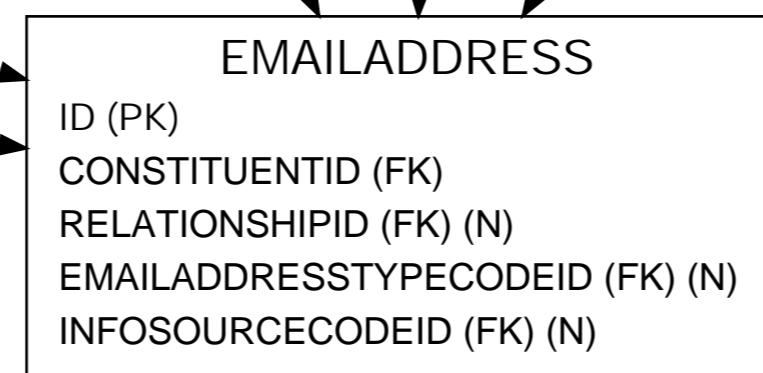 EMAILADDRESS
ID (PK)
CONSTITUENTID (FK)
RELATIONSHIPID (FK) (N)
EMAILADDRESSTYPECODEID (FK) (N)
INFOSOURCECODEID (FK) (N)